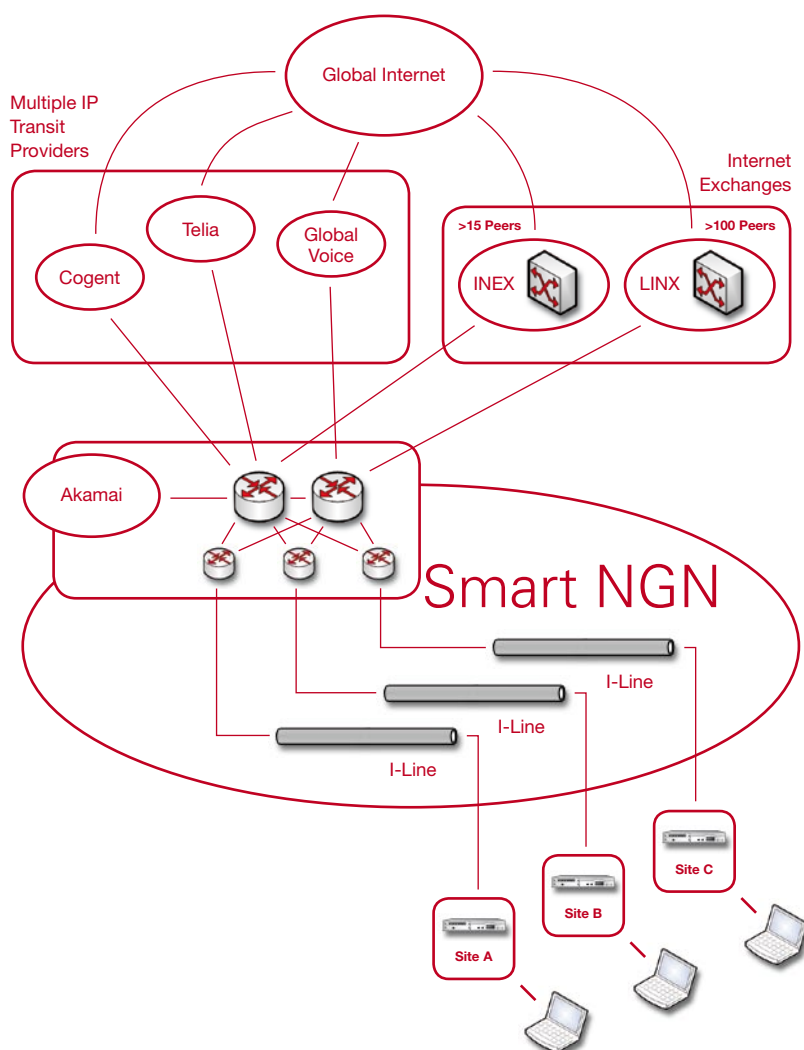 Global Internet
Multiple IP
Transit
Providers
Internet
Exchanges
Telia
Global
Voice
Cogent
>15 Peers
>100 Peers
INEX
LINX
Akamai
Smart NGN
I-Line
I-Line
I-Line
Site C
Site B
Site A